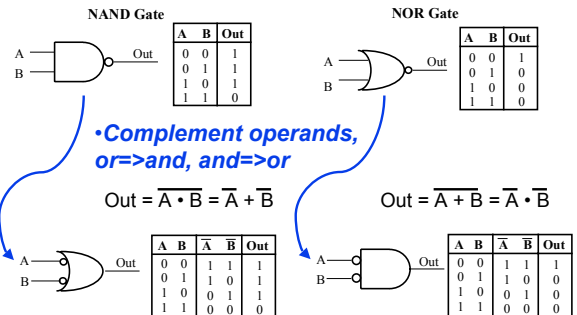 NAND Gate
A B Out
0 0 1
0 1 1
1 0 1
1 1 0
A
B
Out
NOR Gate
A B Out
0 0 1
0 1 0
1 0 0
1 1 0
A
B
Out
•Complement operands,
or=>and, and=>or
Out = A̅ ̅•̅ ̅B̅ = A̅ + B̅
Out = A̅ ̅+̅ ̅B̅ = A̅ • B̅
A
B
Out
A B A̅ B̅ Out
0 0 1 1 1
0 1 1 0 1
1 0 0 1 1
1 1 0 0 0
A
B
Out
A B A̅ B̅ Out
0 0 1 1 1
0 1 1 0 0
1 0 0 1 0
1 1 0 0 0